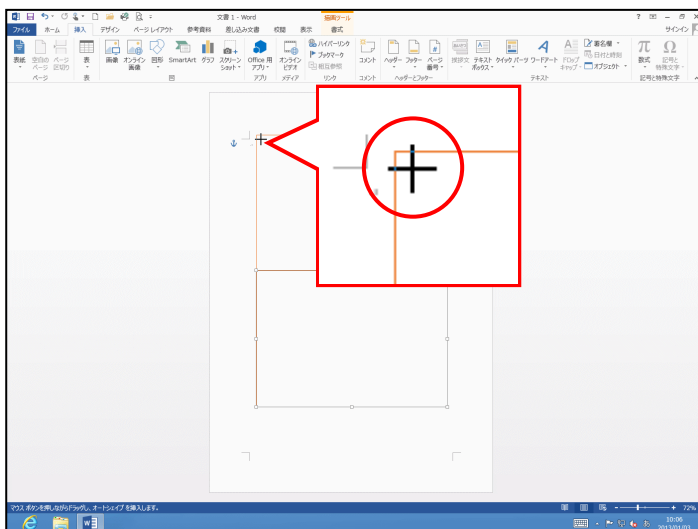 文書 1 - Word
描画ツール
ファイル ホーム 挿入 デザイン ページ レイアウト 参考資料 差し込み文書 校閲 表示 書式 サインイン
表紙 空白のページ ページ区切り 表 画像 オンライン画像 図形 SmartArt グラフ スクリーンショット Office 用アプリ オンラインビデオ ハイパーリンク ブックマーク 相互参照 コメント ヘッダー フッター ページ番号 挨拶文 テキストボックス クイック パーツ ワードアート ドロップキャップ 署名欄 日付と時刻 オブジェクト 数式 記号と特殊文字
ページ 表 図 アプリ メディア リンク コメント ヘッダーとフッター テキスト 記号と特殊文字
マウス ボタンを押しながらドラッグし、オートシェイプ を挿入します。
72%
10:06
2013/01/03